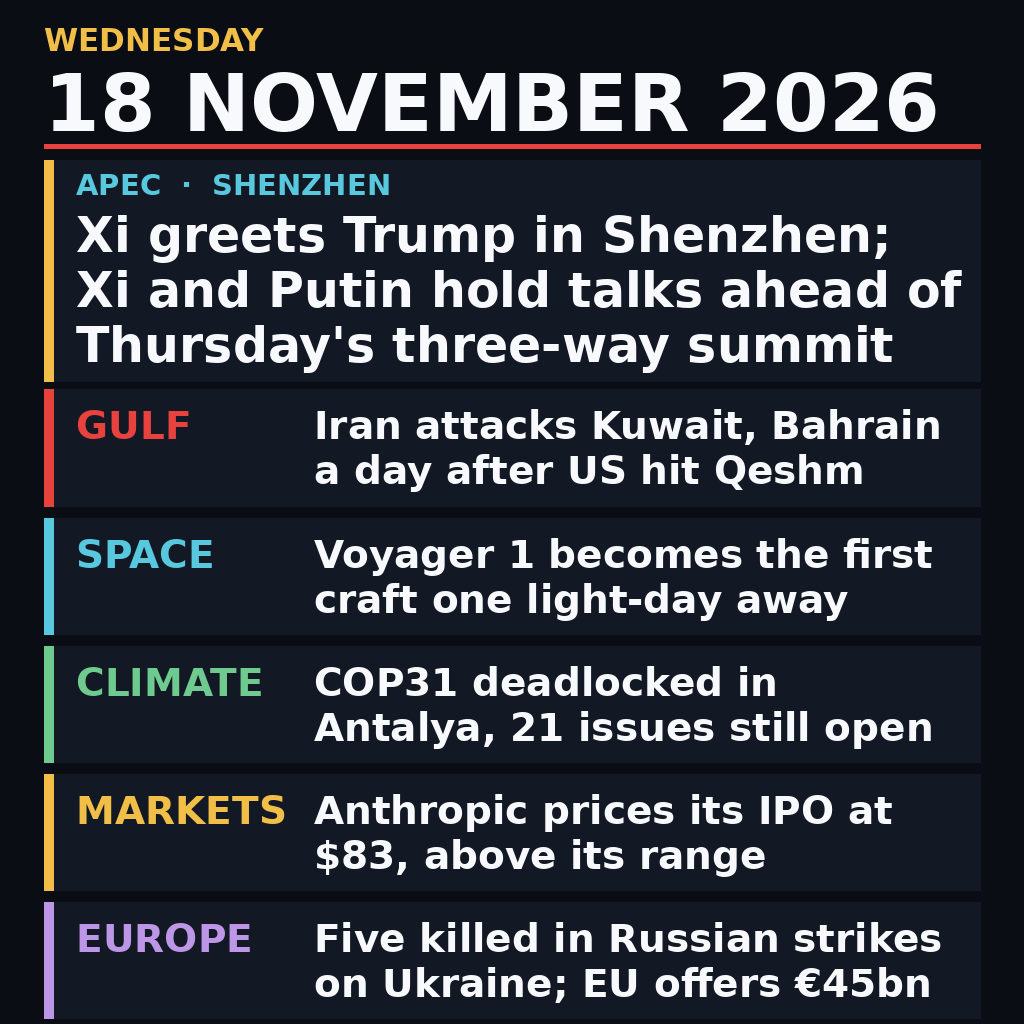 WEDNESDAY
18 NOVEMBER 2026
APEC · SHENZHEN
Xi greets Trump in Shenzhen;
Xi and Putin hold talks ahead of
Thursday's three-way summit
GULF
Iran attacks Kuwait, Bahrain
a day after US hit Qeshm
SPACE
Voyager 1 becomes the first
craft one light-day away
CLIMATE
COP31 deadlocked in
Antalya, 21 issues still open
MARKETS
Anthropic prices its IPO at
$83, above its range
EUROPE
Five killed in Russian strikes
on Ukraine; EU offers €45bn